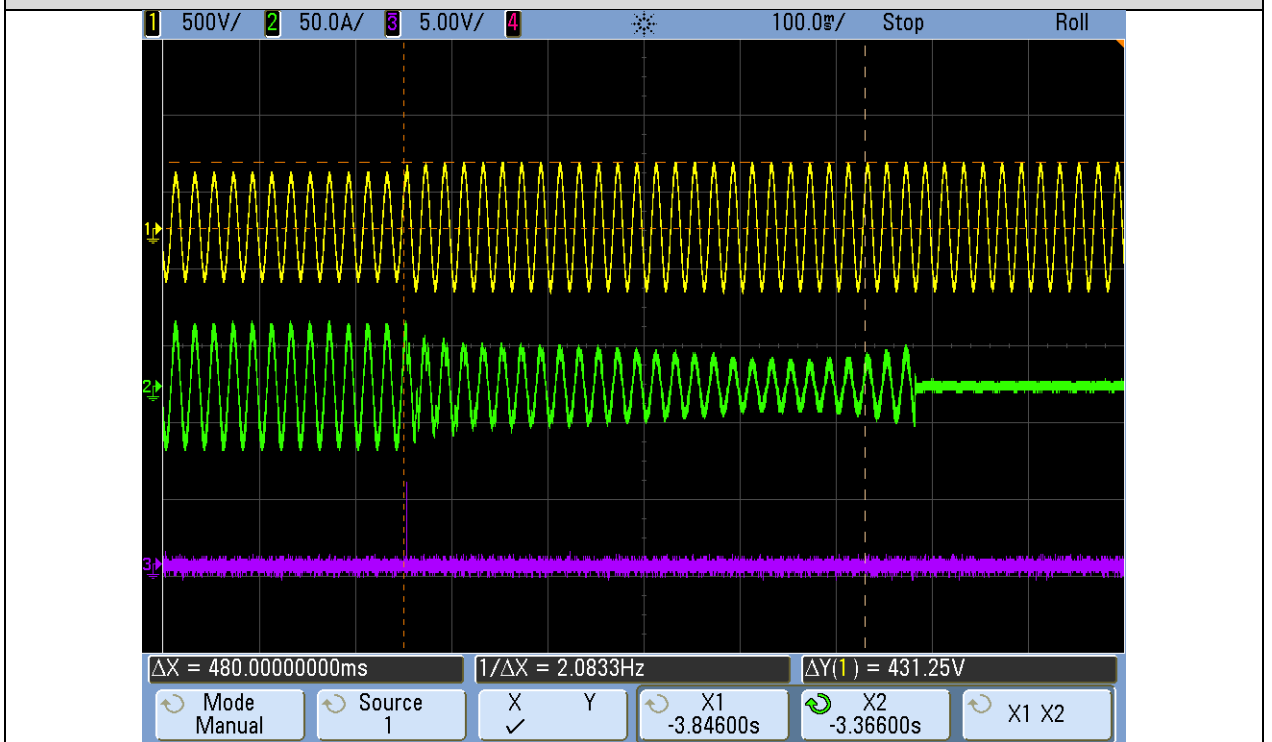 1 500V/ 2 50.0A/ 3 5.00V/ 4 100.0ms/ Stop Roll
1
2
3
ΔX = 480.00000000ms 1/ΔX = 2.0833Hz ΔY(1) = 431.25V
Mode Source X Y X1 X2 X1 X2
Manual 1 ✓ -3.84600s -3.36600s